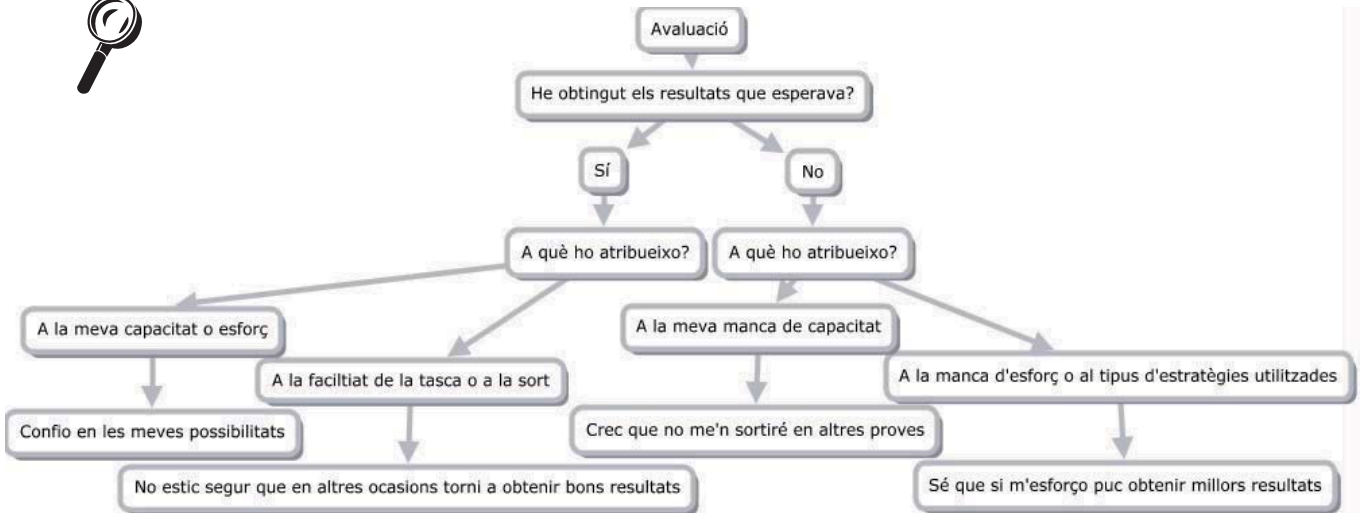 Avaluació
He obtingut els resultats que esperava?
Sí
No
A què ho atribueixo?
A què ho atribueixo?
A la meva capacitat o esforç
A la meva manca de capacitat
A la faciltiat de la tasca o a la sort
A la manca d'esforç o al tipus d'estratègies utilitzades
Confio en les meves possibilitats
Crec que no me'n sortiré en altres proves
No estic segur que en altres ocasions torni a obtenir bons resultats
Sé que si m'esforço puc obtenir millors resultats